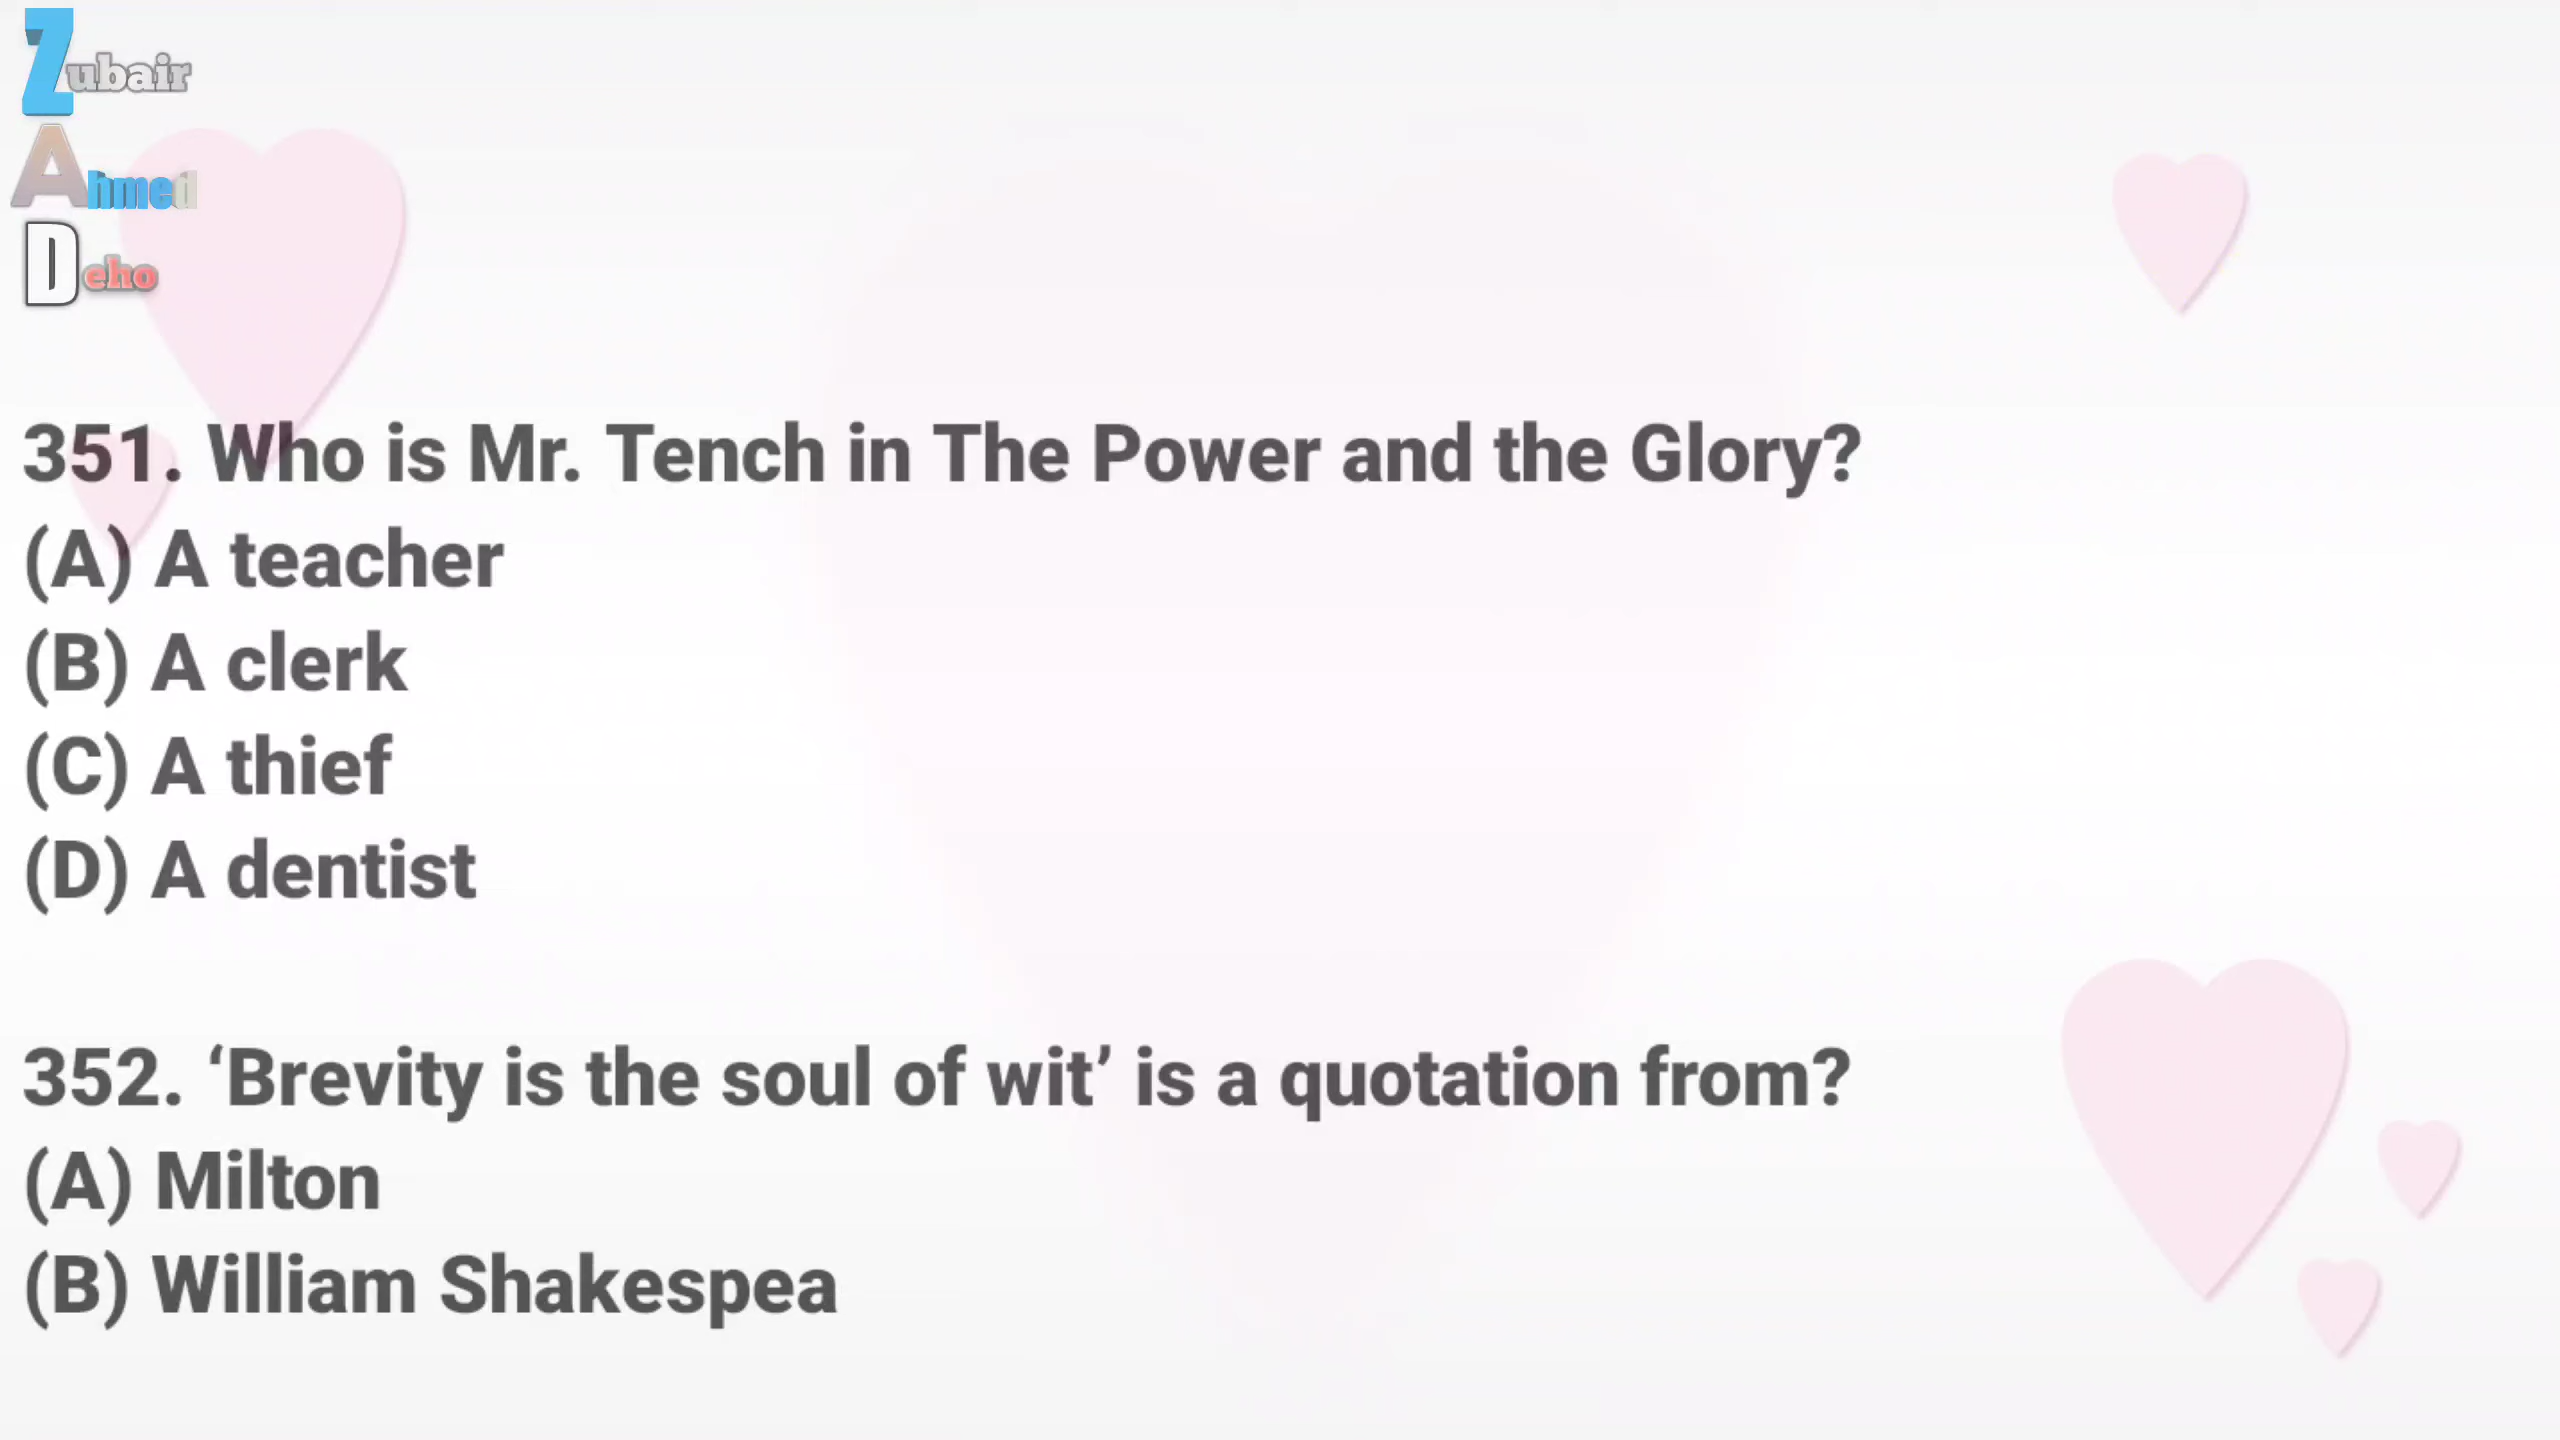 Zubair
Ahmed
Deho
351. Who is Mr. Tench in The Power and the Glory?
(A) A teacher
(B) A clerk
(C) A thief
(D) A dentist
352. ‘Brevity is the soul of wit’ is a quotation from?
(A) Milton
(B) William Shakespea